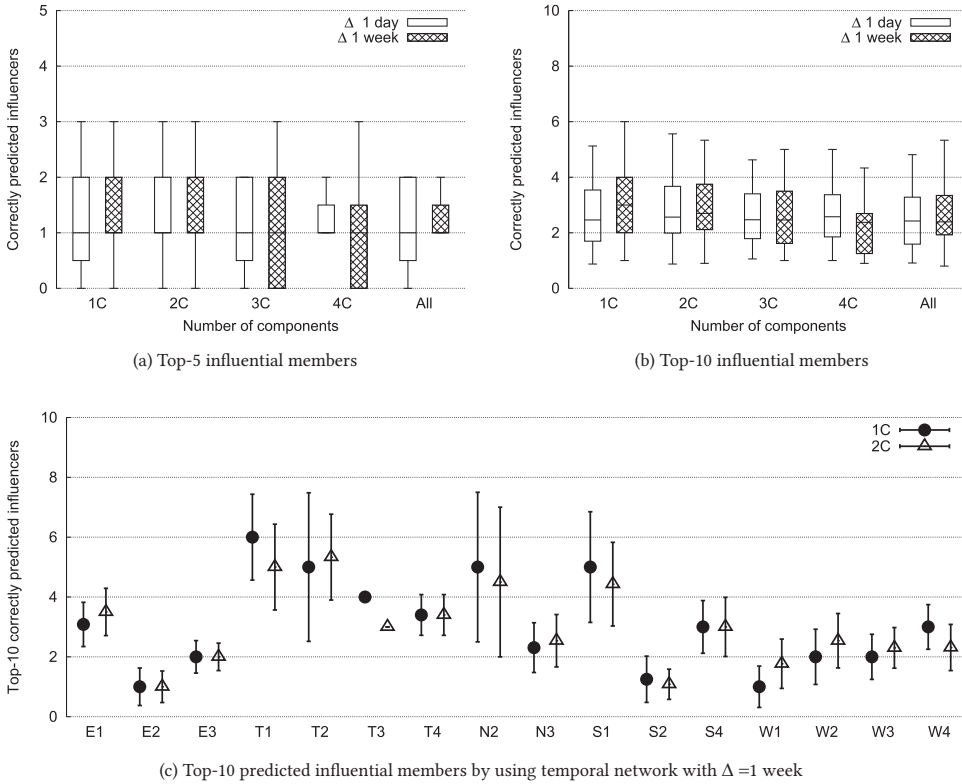 Δ 1 day
Δ 1 week
Correctly predicted influencers
5
4
3
2
1
0
1C 2C 3C 4C All
Number of components
(a) Top-5 influential members
Δ 1 day
Δ 1 week
Correctly predicted influencers
10
8
6
4
2
0
1C 2C 3C 4C All
Number of components
(b) Top-10 influential members
1C
2C
Top-10 correctly predicted influencers
10
8
6
4
2
0
E1 E2 E3 T1 T2 T3 T4 N2 N3 S1 S2 S4 W1 W2 W3 W4
(c) Top-10 predicted influential members by using temporal network with Δ =1 week